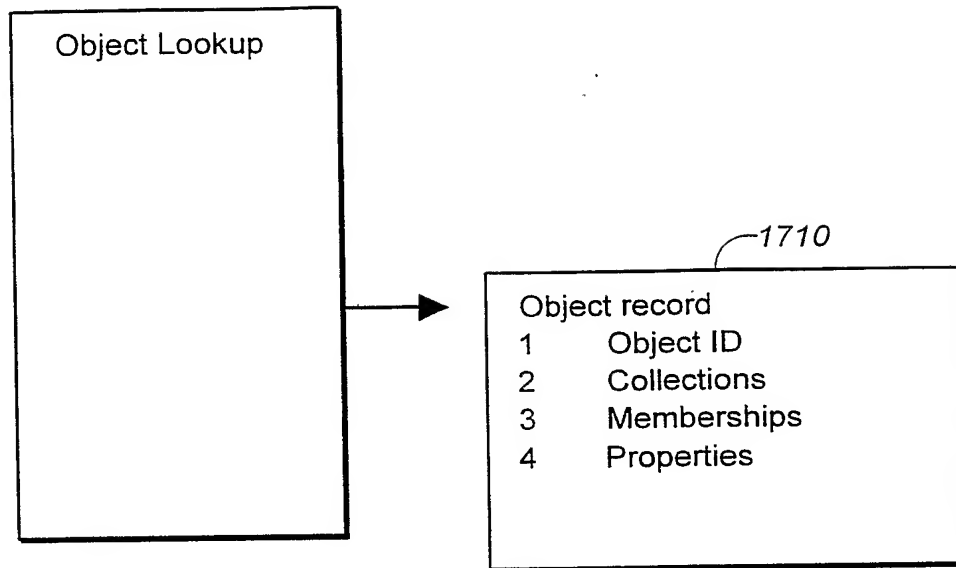 Object Lookup
1710
Object record
1 Object ID
2 Collections
3 Memberships
4 Properties